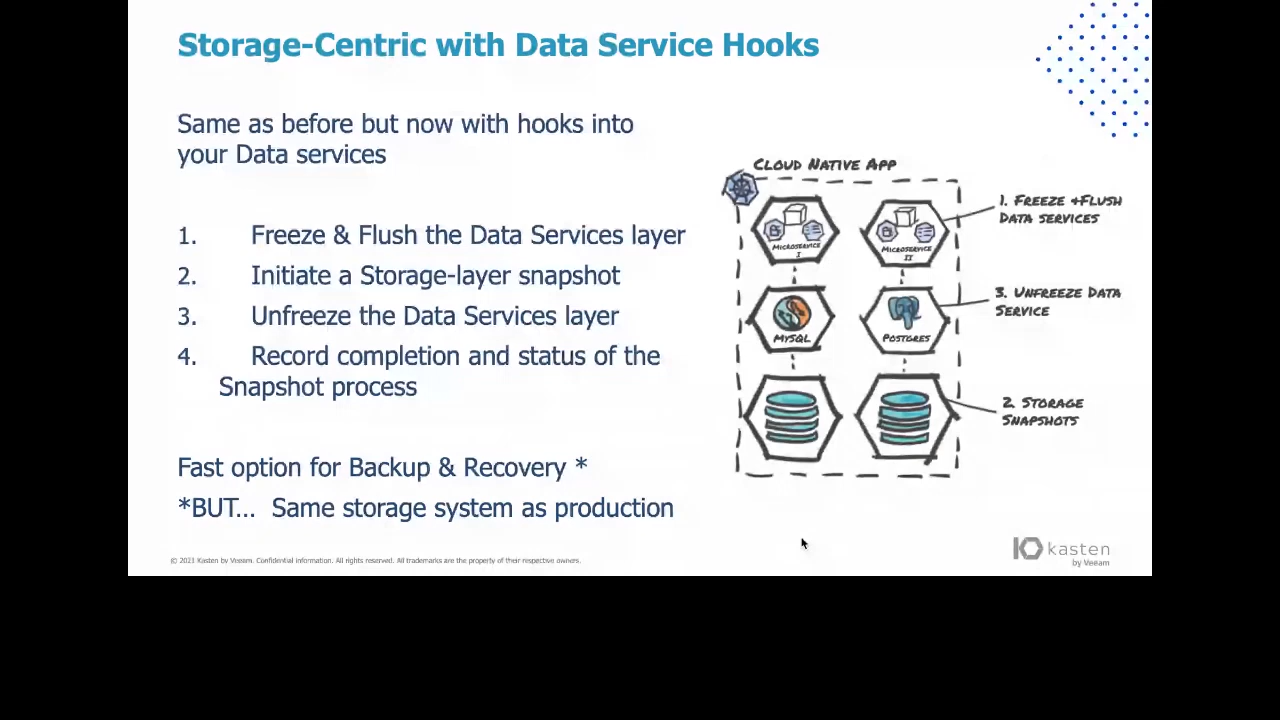 Storage-Centric with Data Service Hooks
Same as before but now with hooks into
your Data services
1. Freeze & Flush the Data Services layer
2. Initiate a Storage-layer snapshot
3. Unfreeze the Data Services layer
4. Record completion and status of the
Snapshot process
Fast option for Backup & Recovery *
*BUT... Same storage system as production
CLOUD NATIVE APP
MICROSERVICE
I
MICROSERVICE
II
MYSQL
POSTGRES
1. FREEZE &FLUSH
DATA SERVICES
3. UNFREEZE DATA
SERVICE
2. STORAGE
SNAPSHOTS
© 2023 Kasten by Veeam. Confidential information. All rights reserved. All trademarks are the property of their respective owners.
kasten
by Veeam